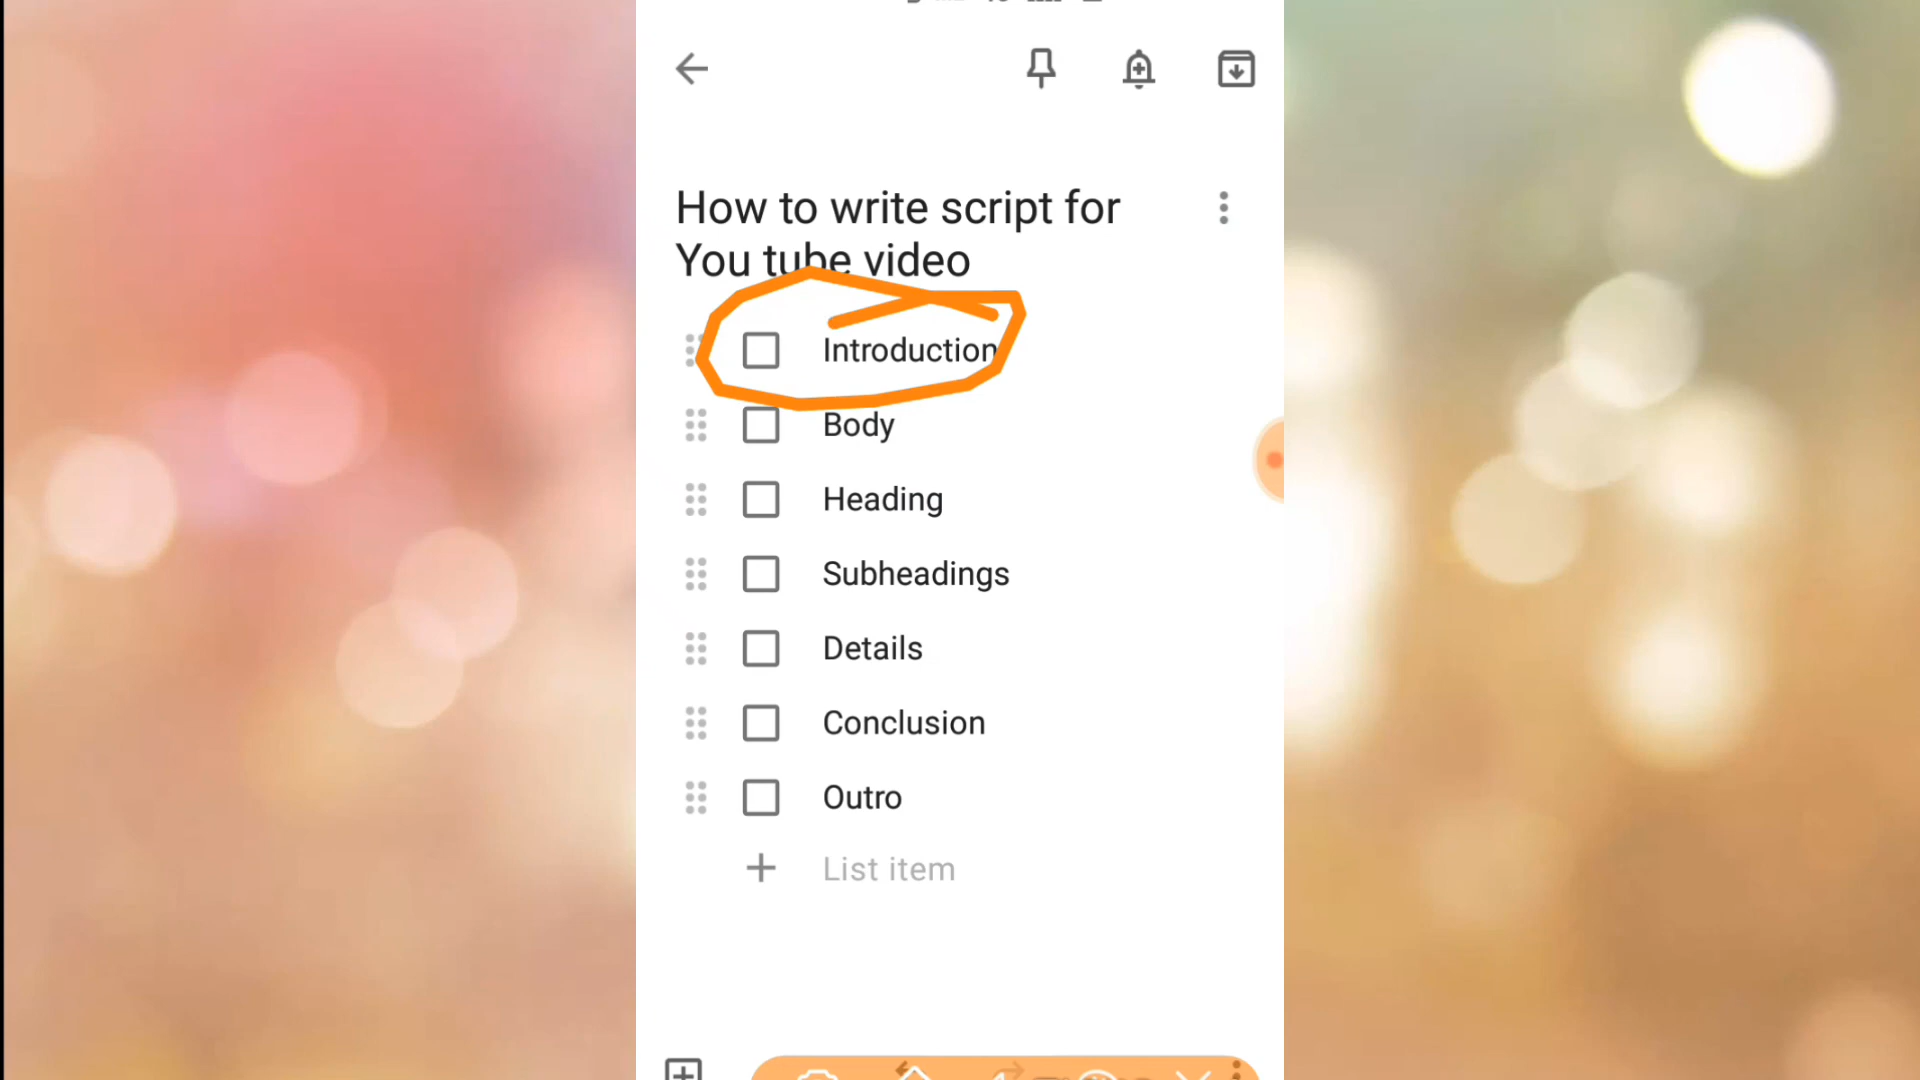 How to write script for
You tube video
Introduction
Body
Heading
Subheadings
Details
Conclusion
Outro
List item